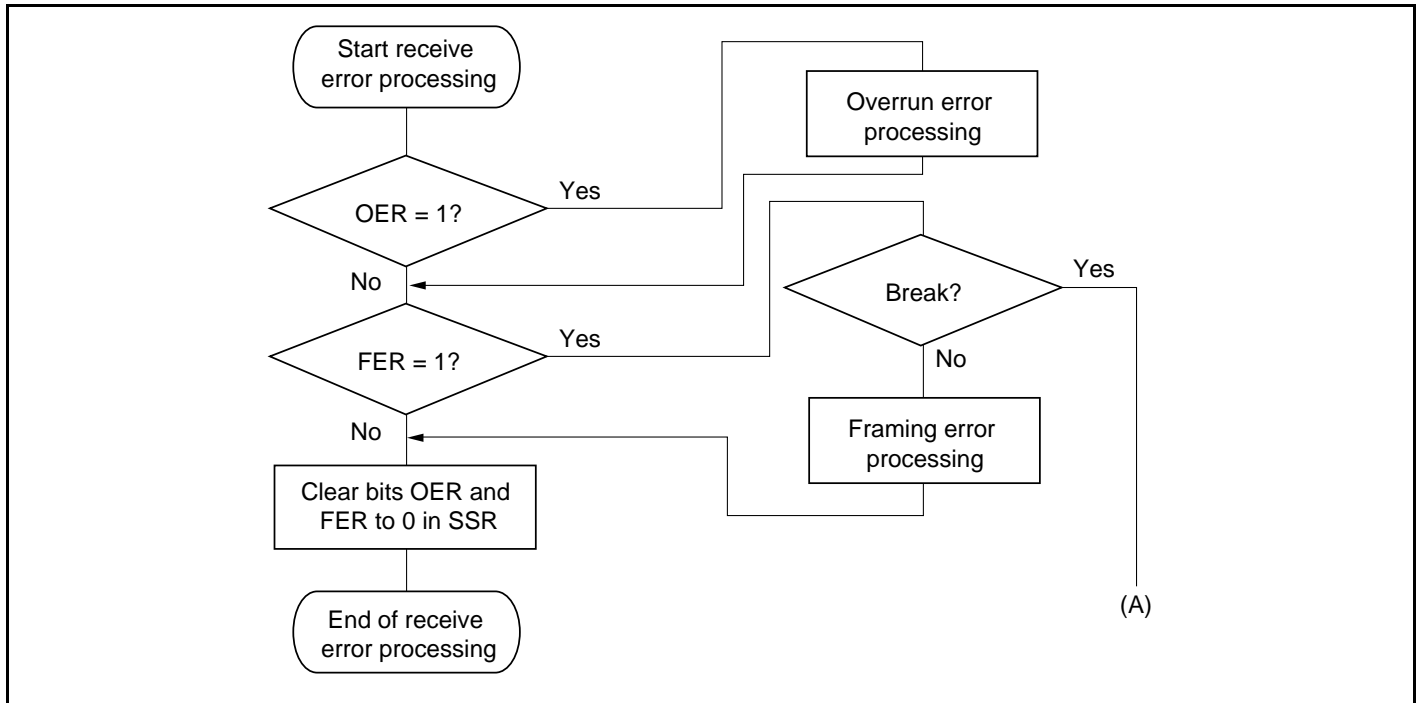 Start receive
error processing
OER = 1?
Yes
No
Overrun error
processing
FER = 1?
Yes
No
Break?
Yes
No
Framing error
processing
Clear bits OER and
FER to 0 in SSR
End of receive
error processing
(A)